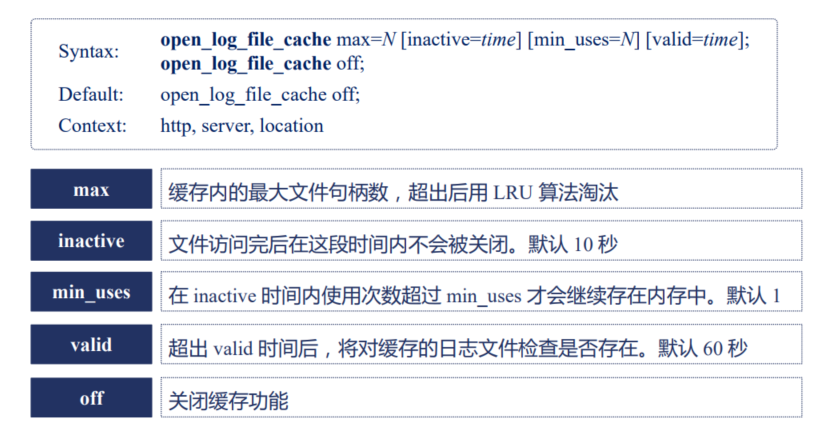 Syntax: open_log_file_cache max=N [inactive=time] [min_uses=N] [valid=time];
open_log_file_cache off;
Default: open_log_file_cache off;
Context: http, server, location
max 缓存内的最大文件句柄数，超出后用 LRU 算法淘汰
inactive 文件访问完后在这段时间内不会被关闭。默认 10 秒
min_uses 在 inactive 时间内使用次数超过 min_uses 才会继续存在内存中。默认 1
valid 超出 valid 时间后，将对缓存的日志文件检查是否存在。默认 60 秒
off 关闭缓存功能